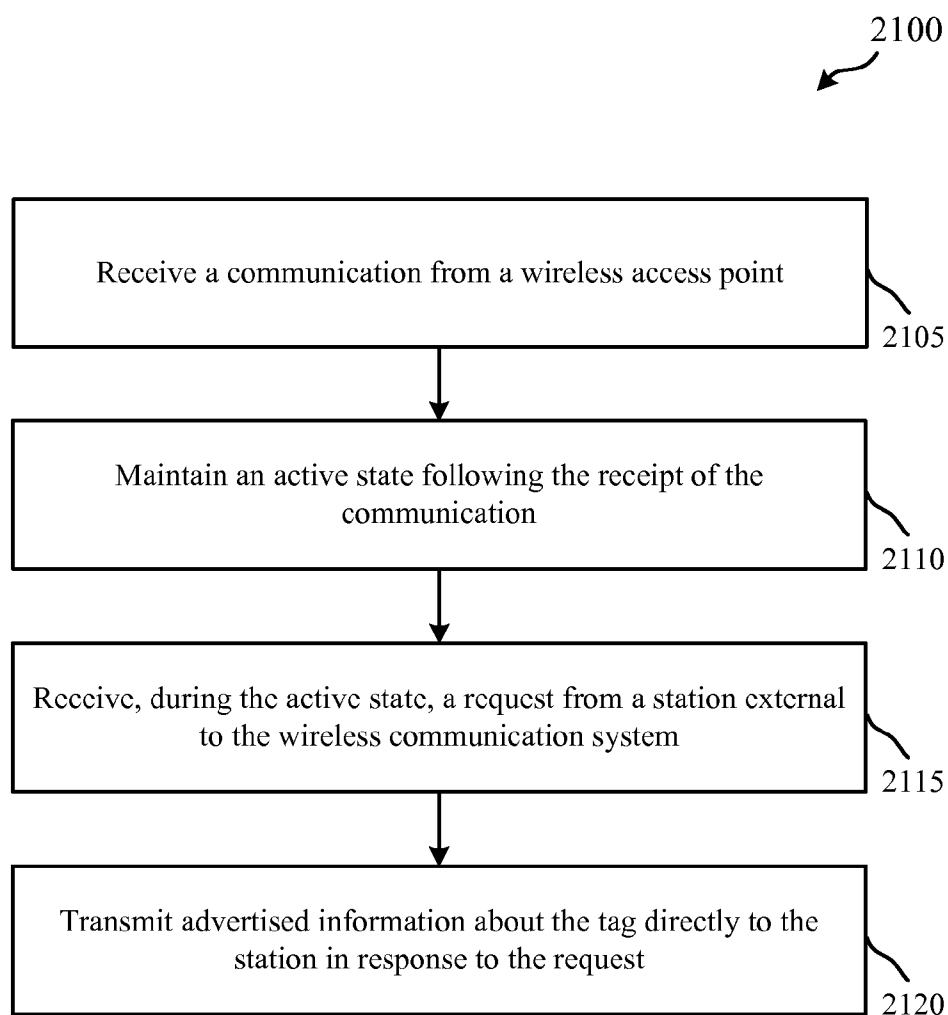 2100
Receive a communication from a wireless access point
2105
Maintain an active state following the receipt of the
communication
2110
Receive, during the active state, a request from a station external
to the wireless communication system
2115
Transmit advertised information about the tag directly to the
station in response to the request
2120